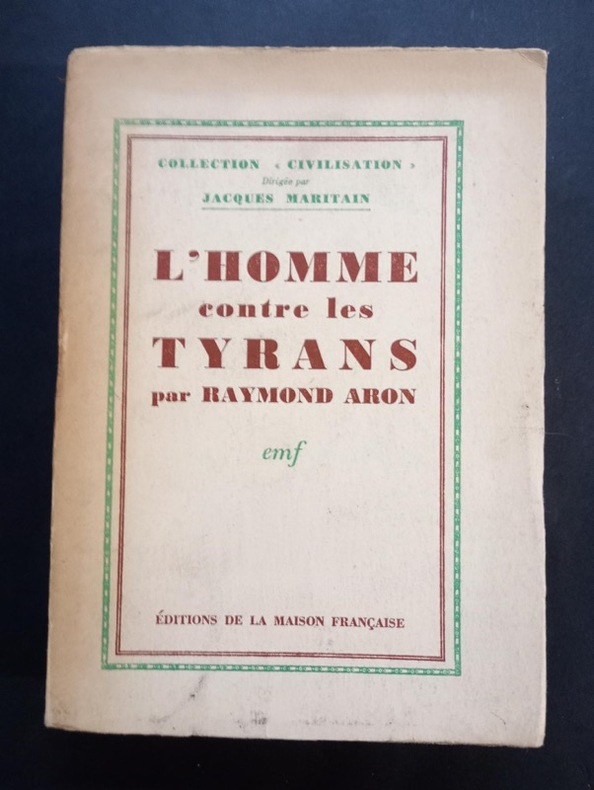 COLLECTION « CIVILISATION »
Dirigée par
JACQUES MARITAIN
L'HOMME
contre les
TYRANS
par RAYMOND ARON
emf
ÉDITIONS DE LA MAISON FRANÇAISE